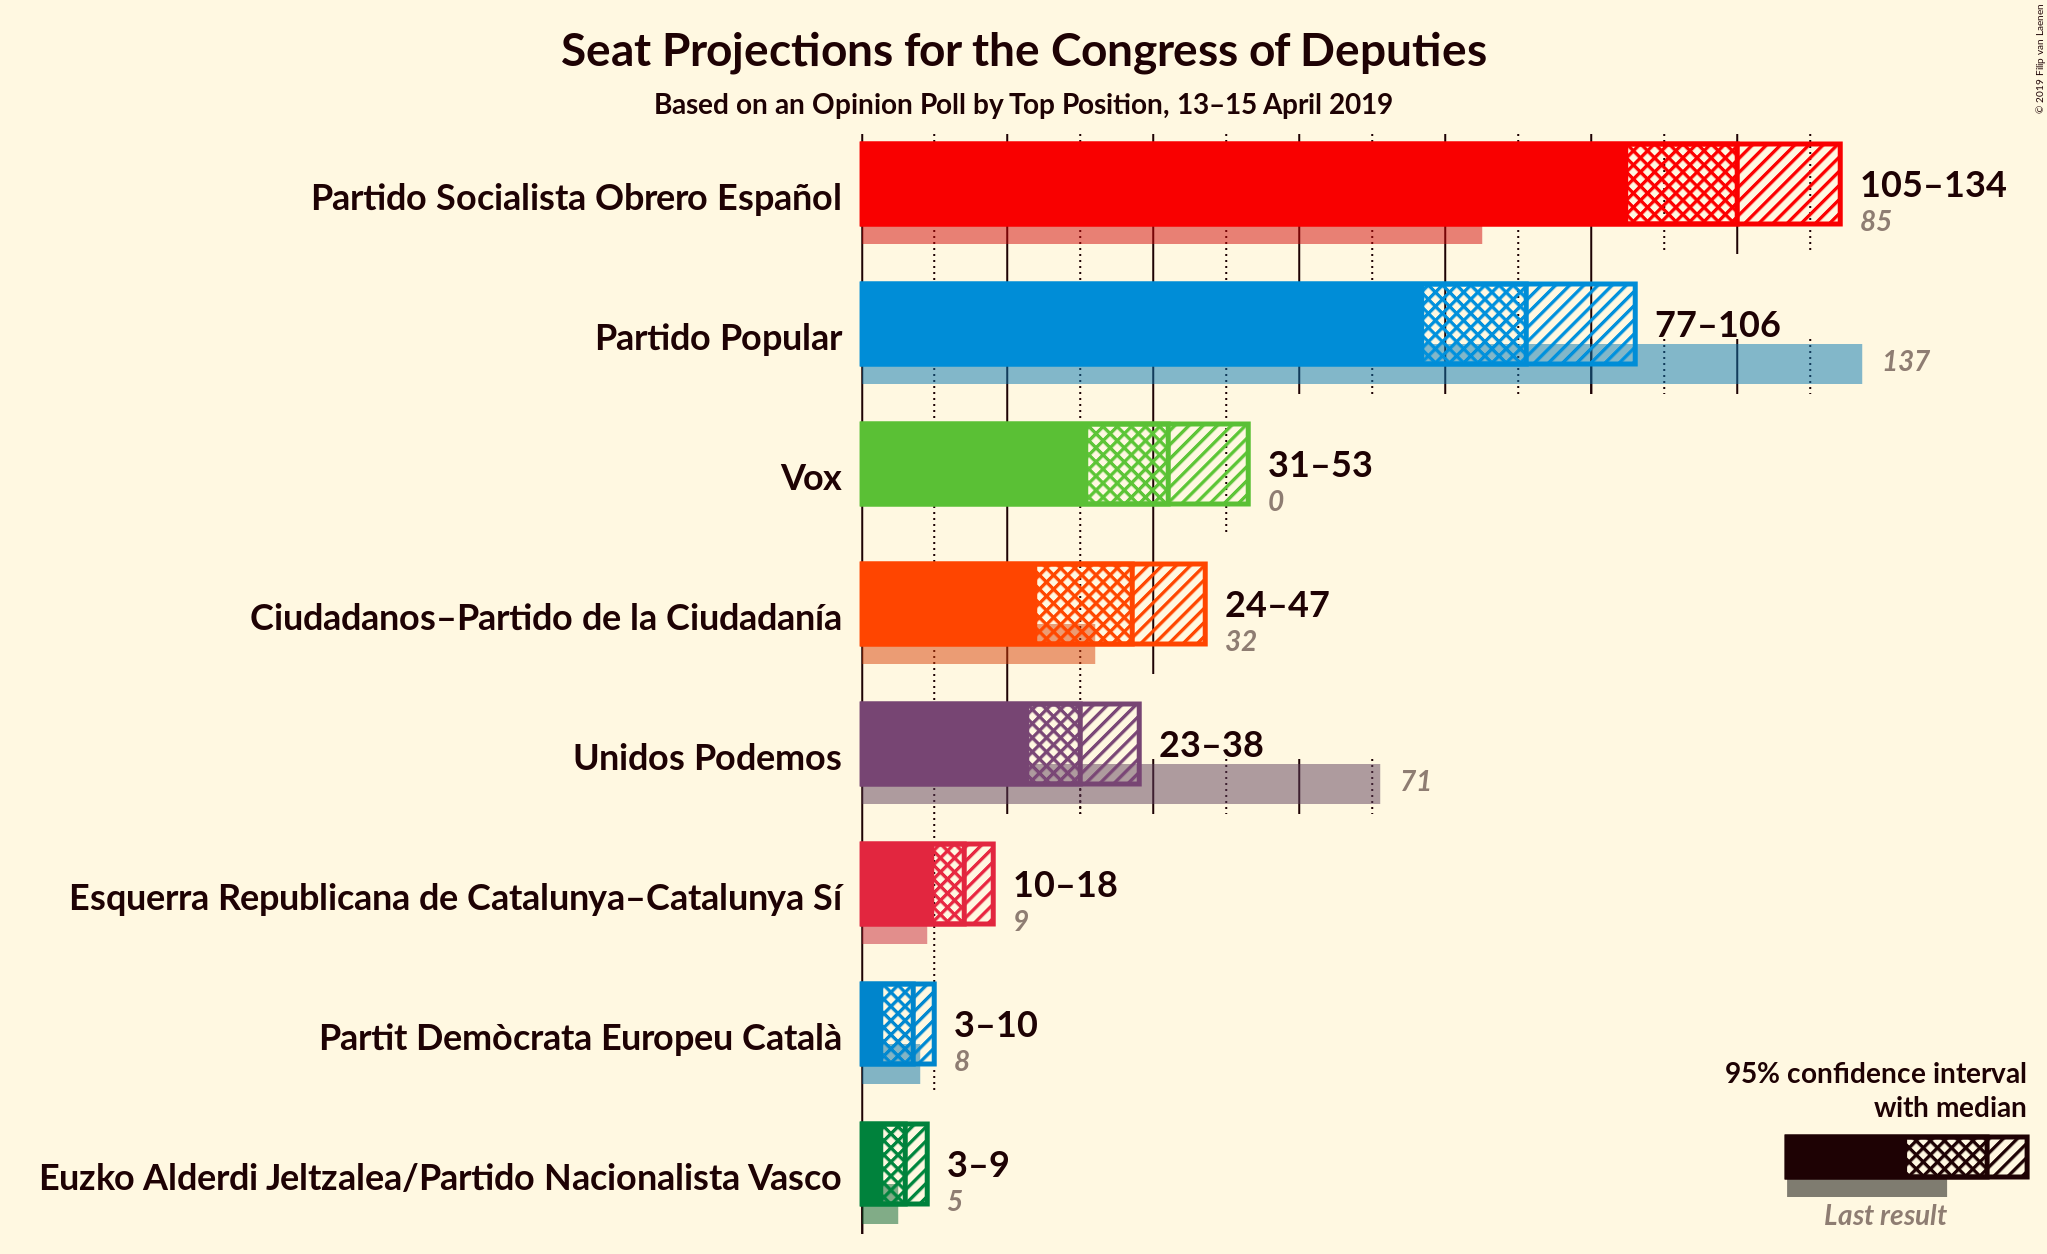 Seat Projections for the Congress of Deputies
Based on an Opinion Poll by Top Position, 13–15 April 2019
© 2019 Filip van Laenen
Partido Socialista Obrero Español
105–134
85
Partido Popular
77–106
137
Vox
31–53
0
Ciudadanos–Partido de la Ciudadanía
24–47
32
Unidos Podemos
23–38
71
Esquerra Republicana de Catalunya–Catalunya Sí
10–18
9
Partit Demòcrata Europeu Català
3–10
8
Euzko Alderdi Jeltzalea/Partido Nacionalista Vasco
3–9
5
95% confidence interval
with median
Last result